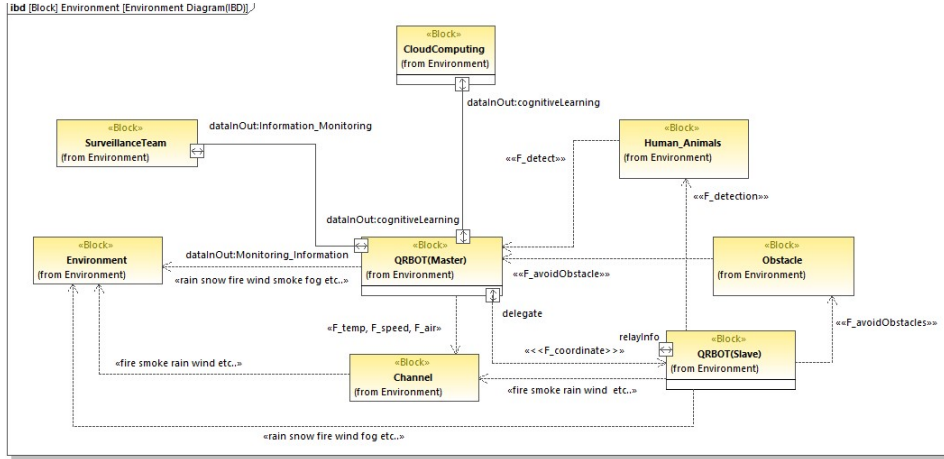 ibd [Block] Environment [Environment Diagram(IBD)]
«Block»
CloudComputing
(from Environment)
dataInOut:cognitiveLearning
dataInOut:Information_Monitoring
«Block»
SurveillanceTeam
(from Environment)
«Block»
Human_Animals
(from Environment)
««F_detect»»
««F_detection»»
dataInOut:cognitiveLearning
«Block»
Environment
(from Environment)
dataInOut:Monitoring_Information
«rain snow fire wind smoke fog etc..»
«Block»
QRBOT(Master)
(from Environment)
««F_avoidObstacle»»
«Block»
Obstacle
(from Environment)
delegate
«F_temp, F_speed, F_air»
««F_avoidObstacles»»
relayInfo
«<<F_coordinate>>»
«Block»
QRBOT(Slave)
(from Environment)
«fire smoke rain wind etc..»
«Block»
Channel
(from Environment)
«fire smoke rain wind  etc..»
«rain snow fire wind fog etc..»